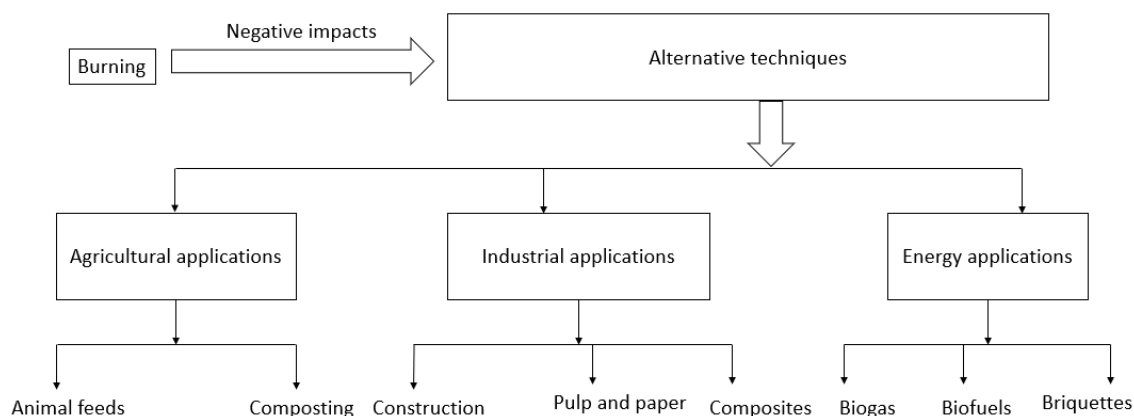 Negative impacts
Burning
Alternative techniques
Agricultural applications
Industrial applications
Energy applications
Animal feeds
Composting
Construction
Pulp and paper
Composites
Biogas
Biofuels
Briquettes